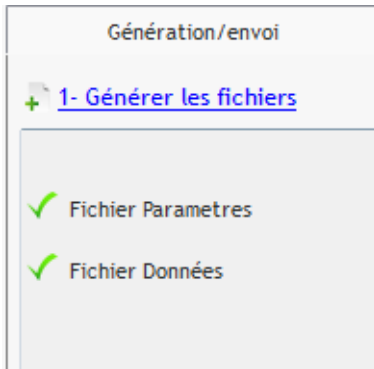 Génération/envoi
1- Générer les fichiers
Fichier Parametres
Fichier Données